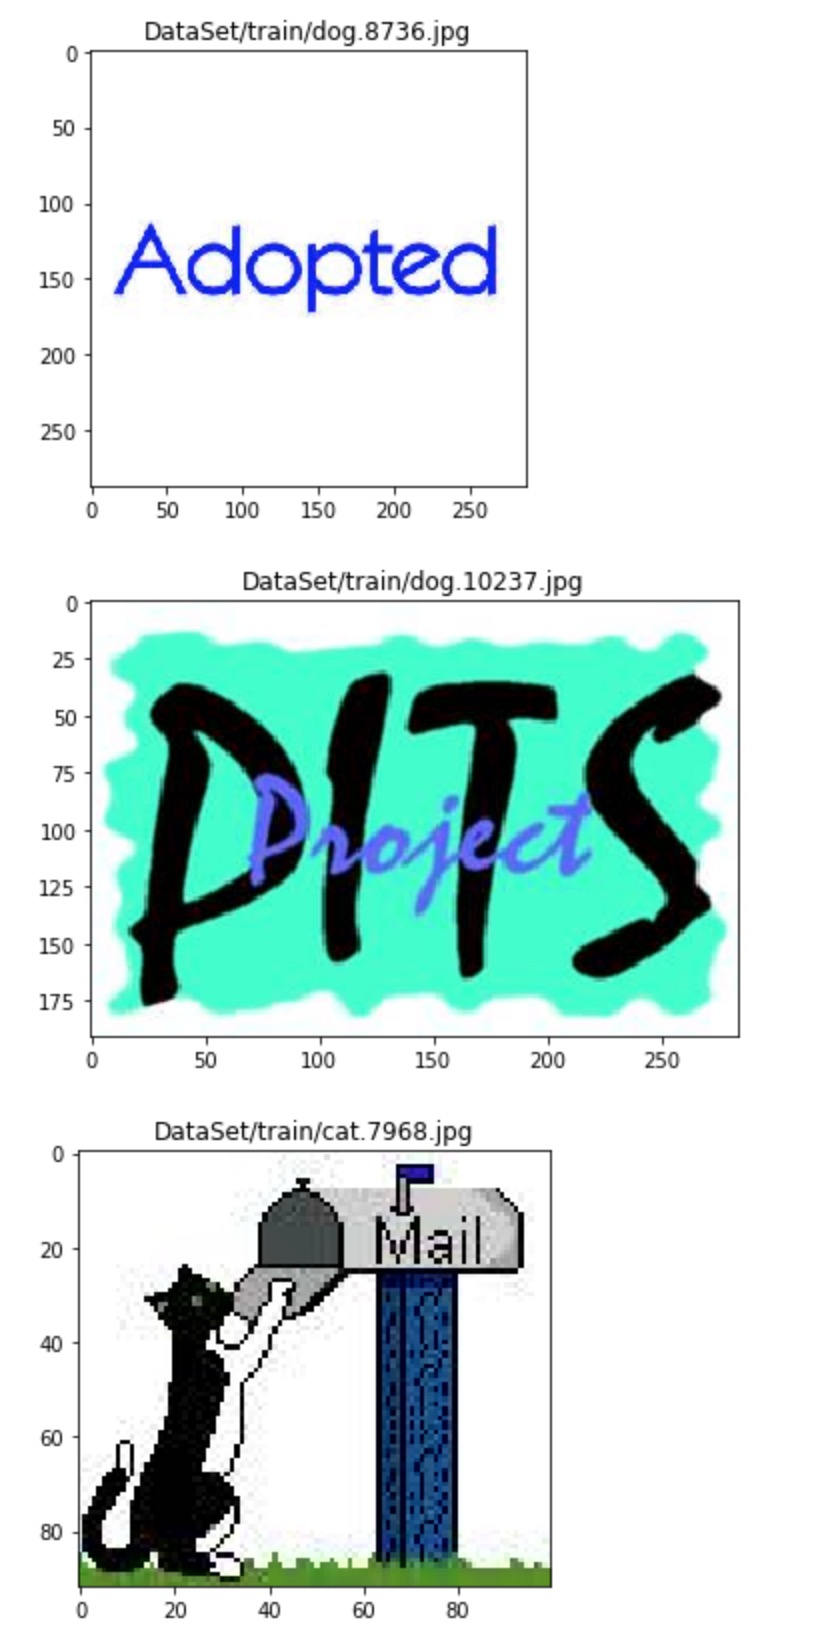 DataSet/train/dog.8736.jpg
0
50
100
Adopted
150
200
250
0 50 100 150 200 250
DataSet/train/dog.10237.jpg
0
25
50
75
PITS
Project
100
125
150
175
0 50 100 150 200 250
DataSet/train/cat.7968.jpg
0
Mail
20
40
60
80
0 20 40 60 80